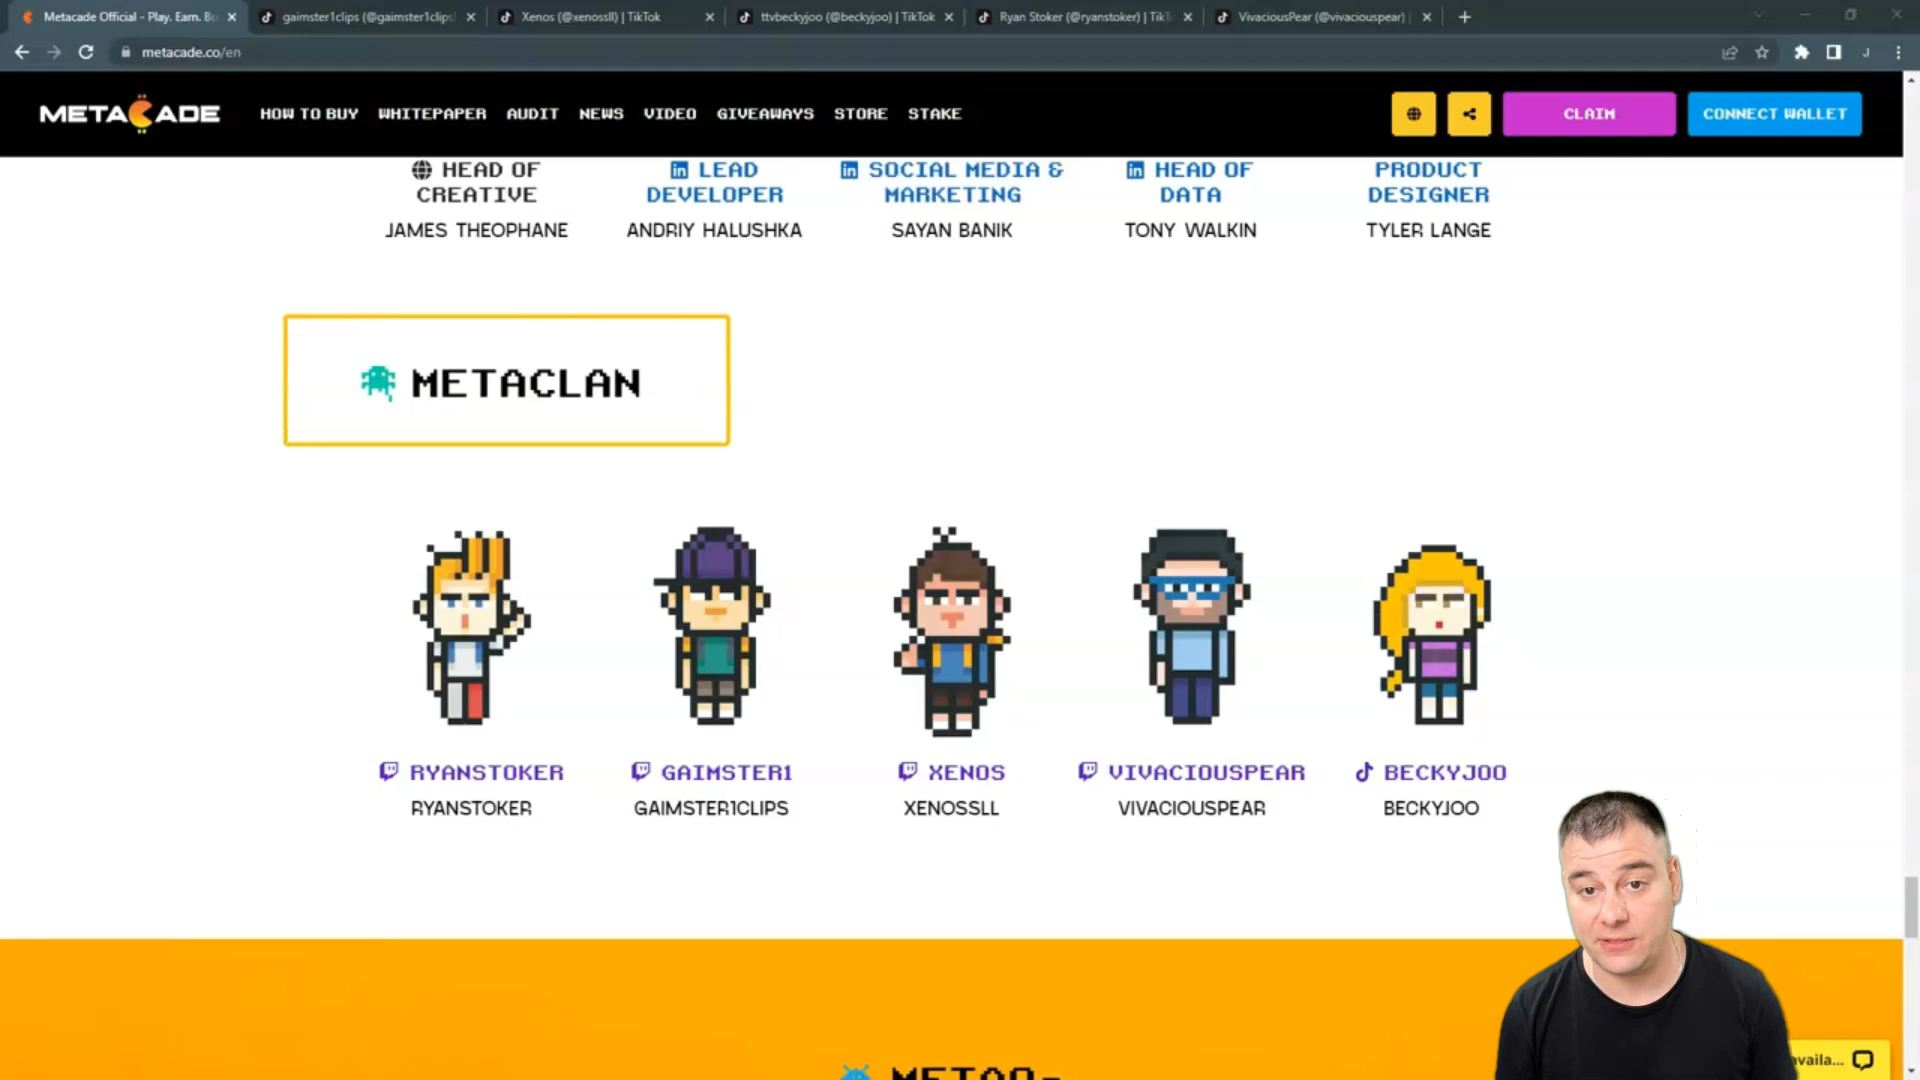 Metacade Official - Play. Earn. Bu
gaimster1clips (@gaimster1clips)
Xenos (@xenossll) | TikTok
ttvbeckyjoo (@beckyjoo) | TikTok
Ryan Stoker (@ryanstoker) | TikT
VivaciousPear (@vivaciouspear) |
metacade.co/en
J
METACADE
HOW TO BUY
WHITEPAPER
AUDIT
NEWS
VIDEO
GIVEAWAYS
STORE
STAKE
CLAIM
CONNECT WALLET
HEAD OF
CREATIVE
JAMES THEOPHANE
LEAD
DEVELOPER
ANDRIY HALUSHKA
SOCIAL MEDIA &
MARKETING
SAYAN BANIK
HEAD OF
DATA
TONY WALKIN
PRODUCT
DESIGNER
TYLER LANGE
METACLAN
RYANSTOKER
RYANSTOKER
GAIMSTER1
GAIMSTER1CLIPS
XENOS
XENOSSLL
VIVACIOUSPEAR
VIVACIOUSPEAR
BECKYJOO
BECKYJOO
availa...